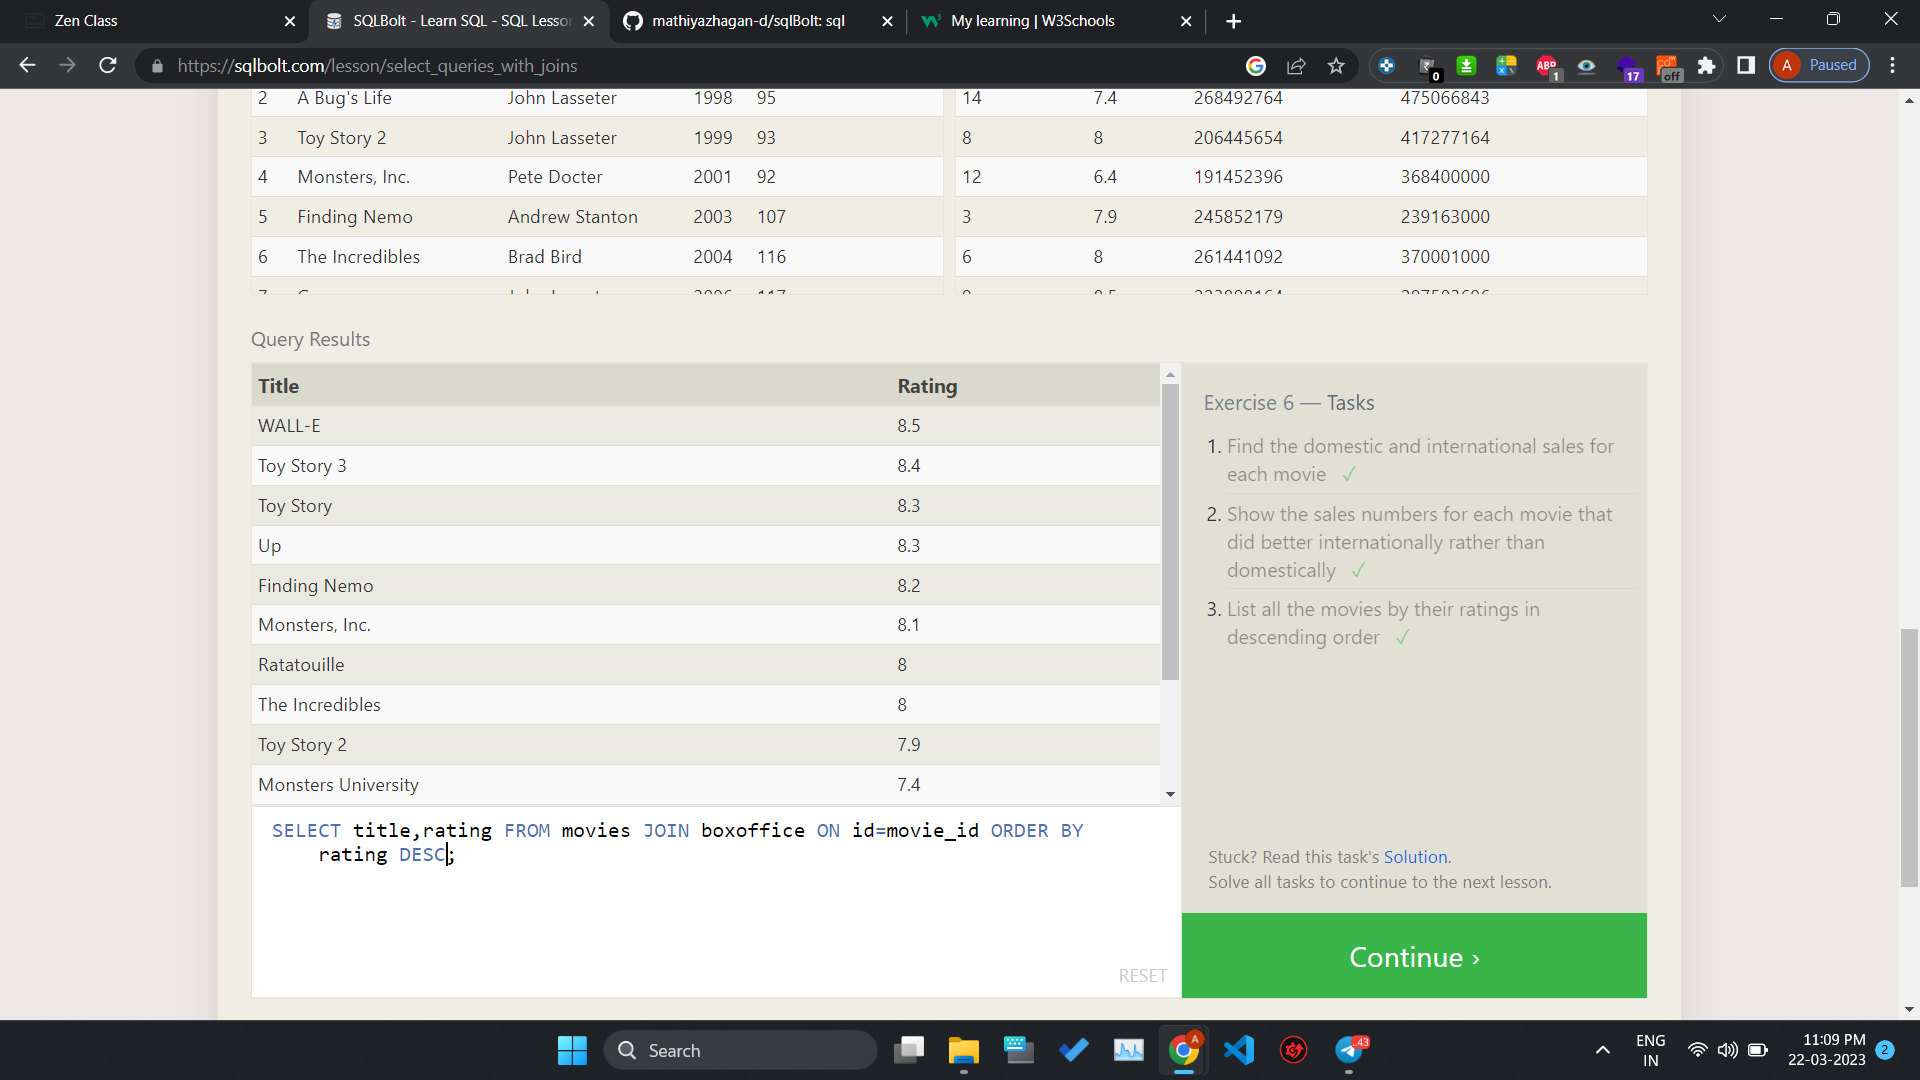 Zen Class
SQLBolt - Learn SQL - SQL Lesson
mathiyazhagan-d/sqlBolt: sql
My learning | W3Schools
https://sqlbolt.com/lesson/select_queries_with_joins
0
ABP
1
17
off
A Paused
2 A Bug's Life John Lasseter 1998 95
14 7.4 268492764 475066843
3 Toy Story 2 John Lasseter 1999 93
8 8 206445654 417277164
4 Monsters, Inc. Pete Docter 2001 92
12 6.4 191452396 368400000
5 Finding Nemo Andrew Stanton 2003 107
3 7.9 245852179 239163000
6 The Incredibles Brad Bird 2004 116
6 8 261441092 370001000
Query Results
Title Rating
WALL-E 8.5
Toy Story 3 8.4
Toy Story 8.3
Up 8.3
Finding Nemo 8.2
Monsters, Inc. 8.1
Ratatouille 8
The Incredibles 8
Toy Story 2 7.9
Monsters University 7.4
SELECT title,rating FROM movies JOIN boxoffice ON id=movie_id ORDER BY
rating DESC;
RESET
Exercise 6 — Tasks
1. Find the domestic and international sales for
each movie ✓
2. Show the sales numbers for each movie that
did better internationally rather than
domestically ✓
3. List all the movies by their ratings in
descending order ✓
Stuck? Read this task's Solution.
Solve all tasks to continue to the next lesson.
Continue ›
Search
A
43
ENG
IN
11:09 PM
22-03-2023
2